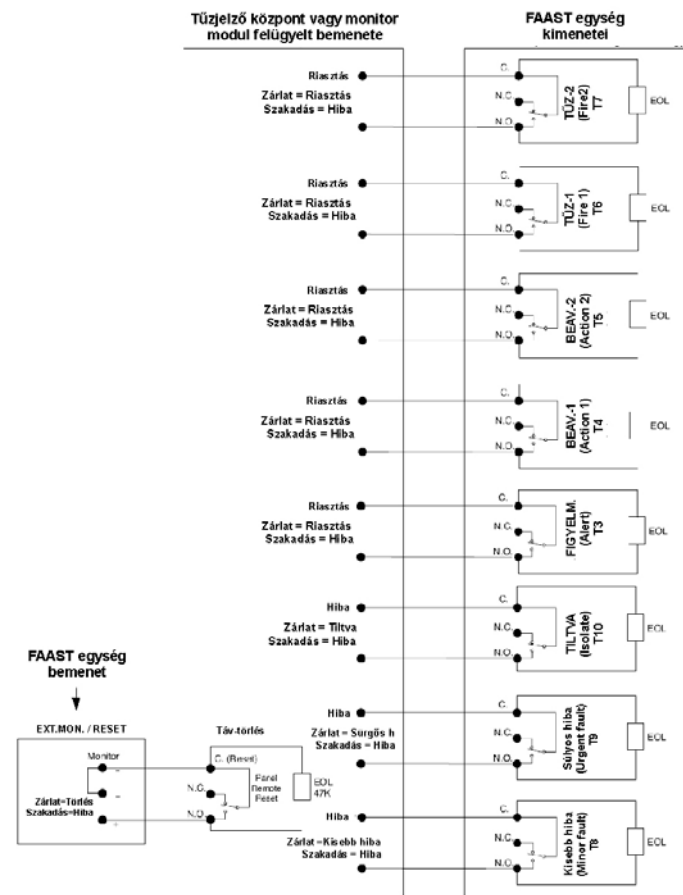 Tűzjelző központ vagy monitor
modul felügyelt bemenete
FAAST egység
kimenetei
Riasztás
Zárlat = Riasztás
Szakadás = Hiba
C.
N.C.
N.O.
TŰZ-2
(Fire2)
T7
EOL
Riasztás
Zárlat = Riasztás
Szakadás = Hiba
C.
N.C.
N.O.
TŰZ-1
(Fire 1)
T6
EOL
Riasztás
Zárlat = Riasztás
Szakadás = Hiba
C.
N.C.
N.O.
BEAV.-2
(Action 2)
T5
EOL
Riasztás
Zárlat = Riasztás
Szakadás = Hiba
C.
N.C.
N.O.
BEAV.-1
(Action 1)
T4
EOL
Riasztás
Zárlat = Riasztás
Szakadás = Hiba
C.
N.C.
N.O.
FIGYELM.
(Alert)
T3
EOL
Hiba
Zárlat = Tiltva
Szakadás = Hiba
C.
N.C.
N.O.
TILTVA
(Isolate)
T10
EOL
Hiba
Zárlat = Sürgős h
Szakadás = Hiba
C.
N.C.
N.O.
Súlyos hiba
(Urgent fault)
T9
EOL
Hiba
Zárlat=Kisebb hiba
Szakadás = Hiba
C.
N.C.
N.O.
Kisebb hiba
(Minor fault)
T8
EOL
FAAST egység
bemenet
EXT.MON. / RESET
Monitor
Zárlat=Törlés
Szakadás=Hiba
Táv-törlés
C. (Reset)
N.C.
N.O.
Panel
Remote
Reset
EOL
47K